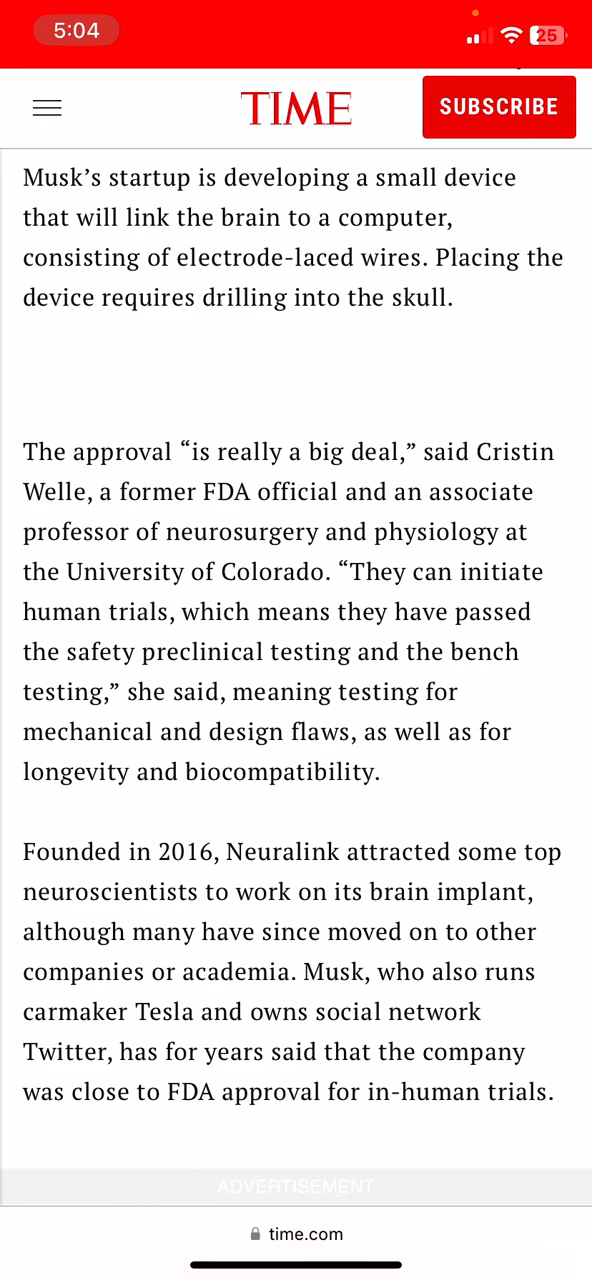 5:04
25
TIME
SUBSCRIBE
Musk’s startup is developing a small device
that will link the brain to a computer,
consisting of electrode-laced wires. Placing the
device requires drilling into the skull.
The approval “is really a big deal,” said Cristin
Welle, a former FDA official and an associate
professor of neurosurgery and physiology at
the University of Colorado. “They can initiate
human trials, which means they have passed
the safety preclinical testing and the bench
testing,” she said, meaning testing for
mechanical and design flaws, as well as for
longevity and biocompatibility.
Founded in 2016, Neuralink attracted some top
neuroscientists to work on its brain implant,
although many have since moved on to other
companies or academia. Musk, who also runs
carmaker Tesla and owns social network
Twitter, has for years said that the company
was close to FDA approval for in-human trials.
ADVERTISEMENT
time.com